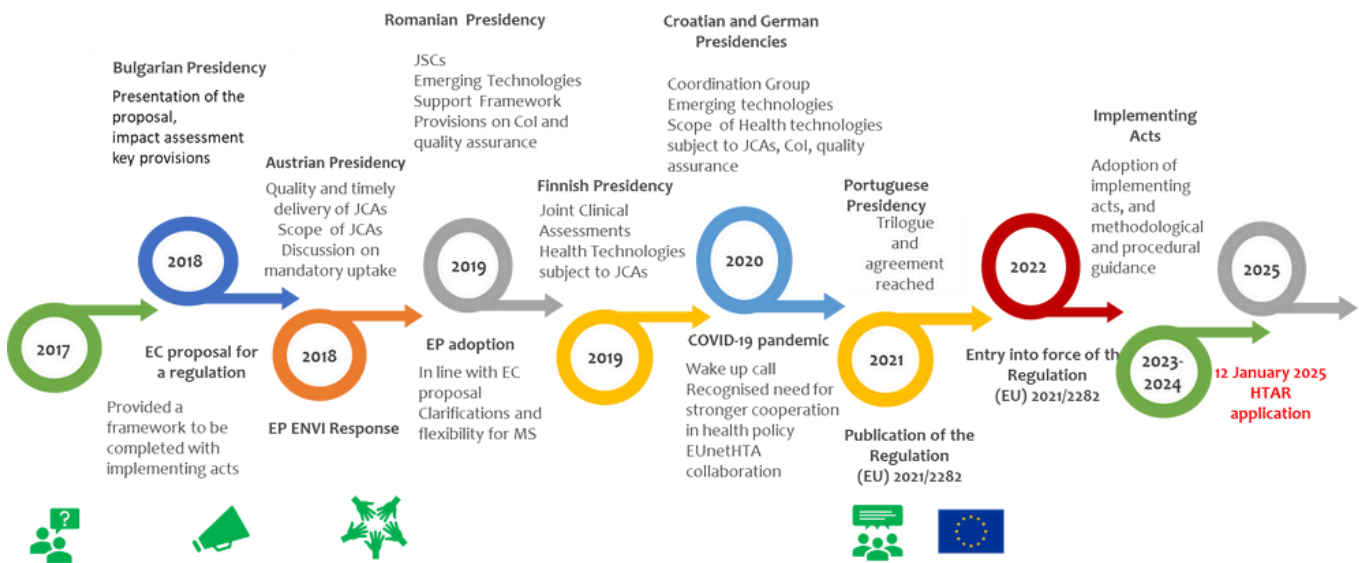 2017
EC proposal for
a regulation
Provided a
framework to be
completed with
implementing acts
Bulgarian Presidency
Presentation of the
proposal,
impact assessment
key provisions
2018
Austrian Presidency
Quality and timely
delivery of JCAs
Scope of JCAs
Discussion on
mandatory uptake
2018
EP ENVI Response
Romanian Presidency
JSCs
Emerging Technologies
Support Framework
Provisions on CoI and
quality assurance
2019
EP adoption
In line with EC
proposal
Clarifications and
flexibility for MS
Finnish Presidency
Joint Clinical
Assessments
Health Technologies
subject to JCAs
2019
Croatian and German
Presidencies
Coordination Group
Emerging technologies
Scope of Health technologies
subject to JCAs, CoI, quality
assurance
2020
COVID-19 pandemic
Wake up call
Recognised need for
stronger cooperation
in health policy
EUnetHTA
collaboration
Portuguese
Presidency
Trilogue
and
agreement
reached
2021
Publication of the
Regulation
(EU) 2021/2282
2022
Entry into force of the
Regulation
(EU) 2021/2282
Implementing
Acts
Adoption of
implementing
acts, and
methodological
and procedural
guidance
2023-
2024
2025
12 January 2025
HTAR
application
?